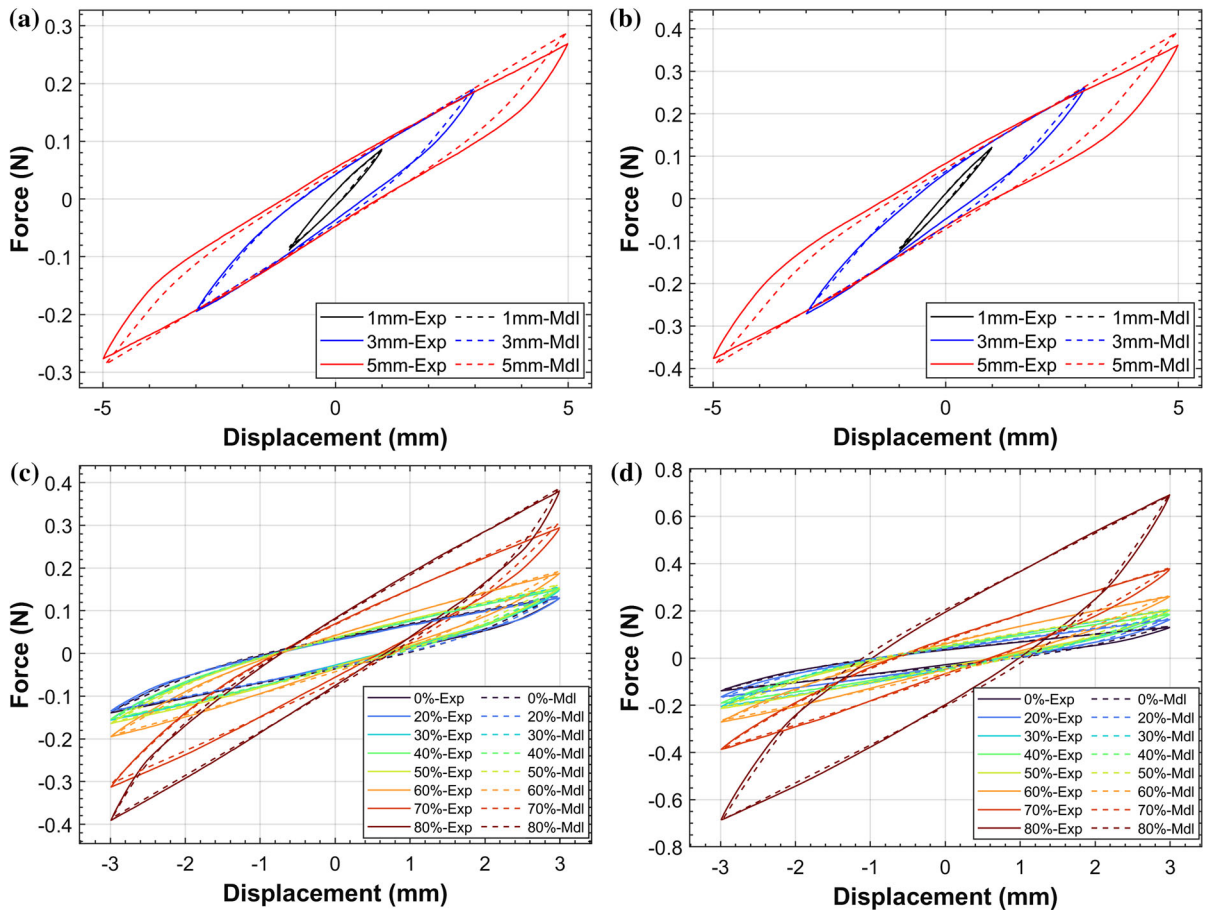 (a)
Force (N)
0.3
0.2
0.1
0
-0.1
-0.2
-0.3
-5
0
5
Displacement (mm)
1mm-Exp 1mm-Mdl
3mm-Exp 3mm-Mdl
5mm-Exp 5mm-Mdl
(b)
Force (N)
0.4
0.3
0.2
0.1
0
-0.1
-0.2
-0.3
-0.4
-5
0
5
Displacement (mm)
1mm-Exp 1mm-Mdl
3mm-Exp 3mm-Mdl
5mm-Exp 5mm-Mdl
(c)
Force (N)
0.4
0.3
0.2
0.1
0
-0.1
-0.2
-0.3
-0.4
-3
-2
-1
0
1
2
3
Displacement (mm)
0%-Exp 0%-Mdl
20%-Exp 20%-Mdl
30%-Exp 30%-Mdl
40%-Exp 40%-Mdl
50%-Exp 50%-Mdl
60%-Exp 60%-Mdl
70%-Exp 70%-Mdl
80%-Exp 80%-Mdl
(d)
Force (N)
0.8
0.6
0.4
0.2
0
-0.2
-0.4
-0.6
-0.8
-3
-2
-1
0
1
2
3
Displacement (mm)
0%-Exp 0%-Mdl
20%-Exp 20%-Mdl
30%-Exp 30%-Mdl
40%-Exp 40%-Mdl
50%-Exp 50%-Mdl
60%-Exp 60%-Mdl
70%-Exp 70%-Mdl
80%-Exp 80%-Mdl